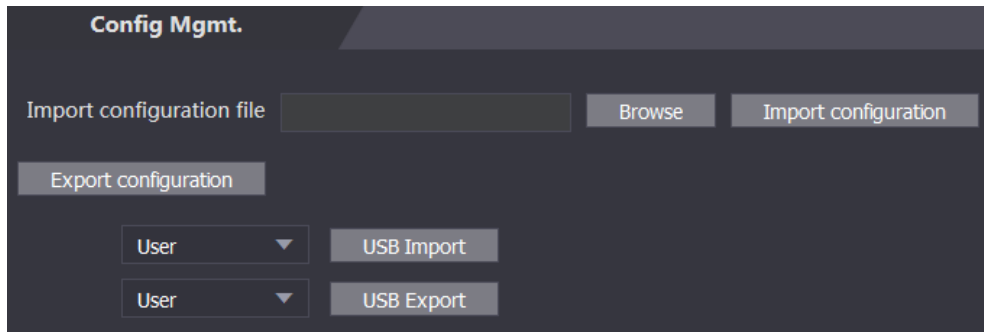 Config Mgmt.
Import configuration file Browse Import configuration
Export configuration
User USB Import
User USB Export